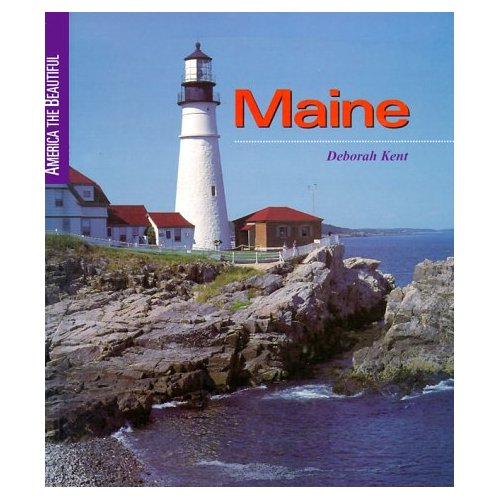 AMERICA THE BEAUTIFUL
Maine
Deborah Kent